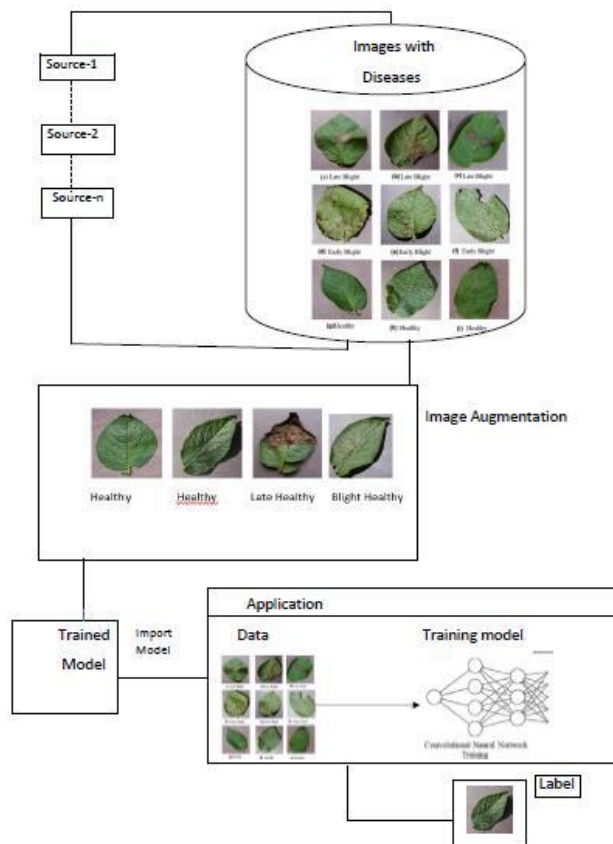 Source-1
Source-2
Source-n
Images with
Diseases
(a) Late Blight
(b) Late Blight
(c) Late Blight
(d) Early Blight
(e) Early Blight
(f) Early Blight
(g) Healthy
(h) Healthy
(i) Healthy
Image Augmentation
Healthy
Healthy
Late Healthy
Blight Healthy
Trained
Model
Import
Model
Application
Data
Training model
Convolutional Neural Network
Training
Label